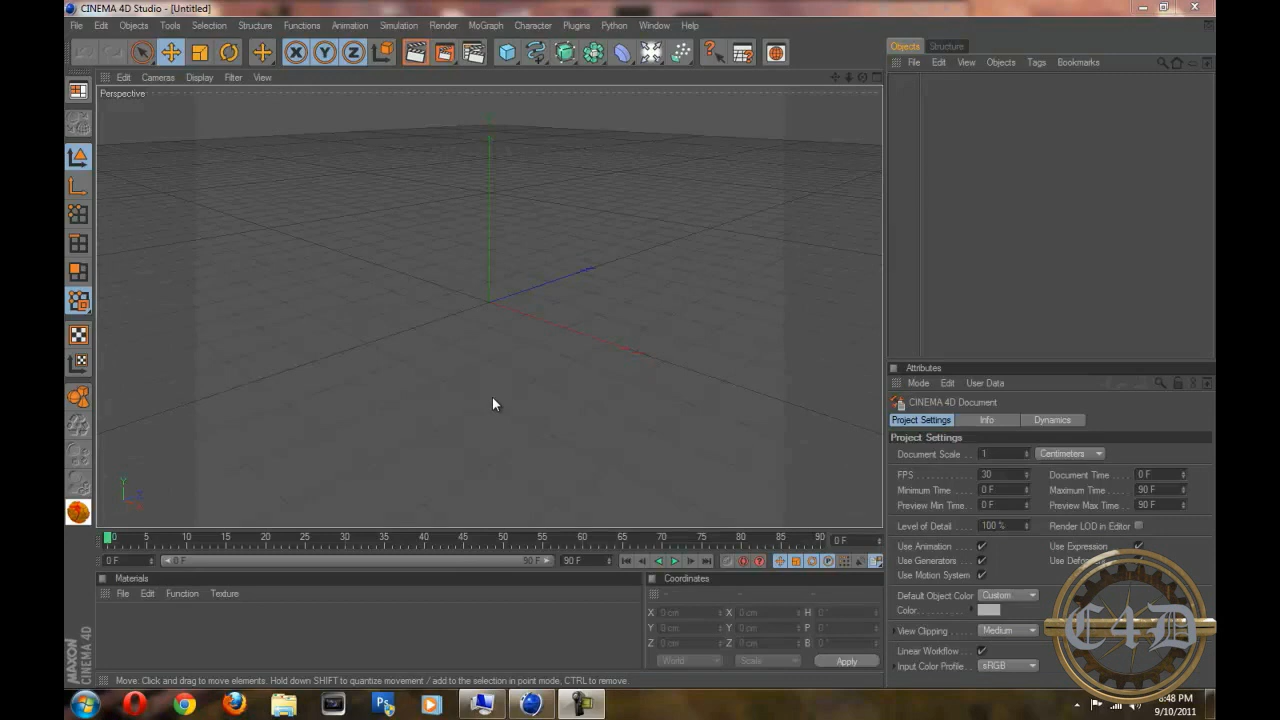 CINEMA 4D Studio - [Untitled]
File Edit Objects Tools Selection Structure Functions Animation Simulation Render MoGraph Character Plugins Python Window Help
X Y Z
Objects Structure
File Edit View Objects Tags Bookmarks
Edit Cameras Display Filter View
Perspective
Y
Attributes
Mode Edit User Data
CINEMA 4D Document
Project Settings Info Dynamics
Project Settings
Document Scale 1 Centimeters
FPS 30 Document Time 0 F
Minimum Time 0 F Maximum Time 90 F
Preview Min Time 0 F Preview Max Time 90 F
Level of Detail 100 % Render LOD in Editor
Use Animation Use Expression
Use Generators
Use Motion System
Default Object Color Custom
Color
View Clipping Medium
Linear Workflow
Input Color Profile sRGB
0 5 10 15 20 25 30 35 40 45 50 55 60 65 70 75 80 85 90 0 F
0 F 0 F 90 F 90 F
Materials
File Edit Function Texture
Coordinates
X 0 cm X 0 cm H 0 °
Y 0 cm Y 0 cm P 0 °
Z 0 cm Z 0 cm B 0 °
World Scale Apply
MAXON
CINEMA 4D
Move. Click and drag to move elements. Hold down SHIFT to quantize movement / add to the selection in point mode, CTRL to remove.
C4D
Ps
8:48 PM
9/10/2011